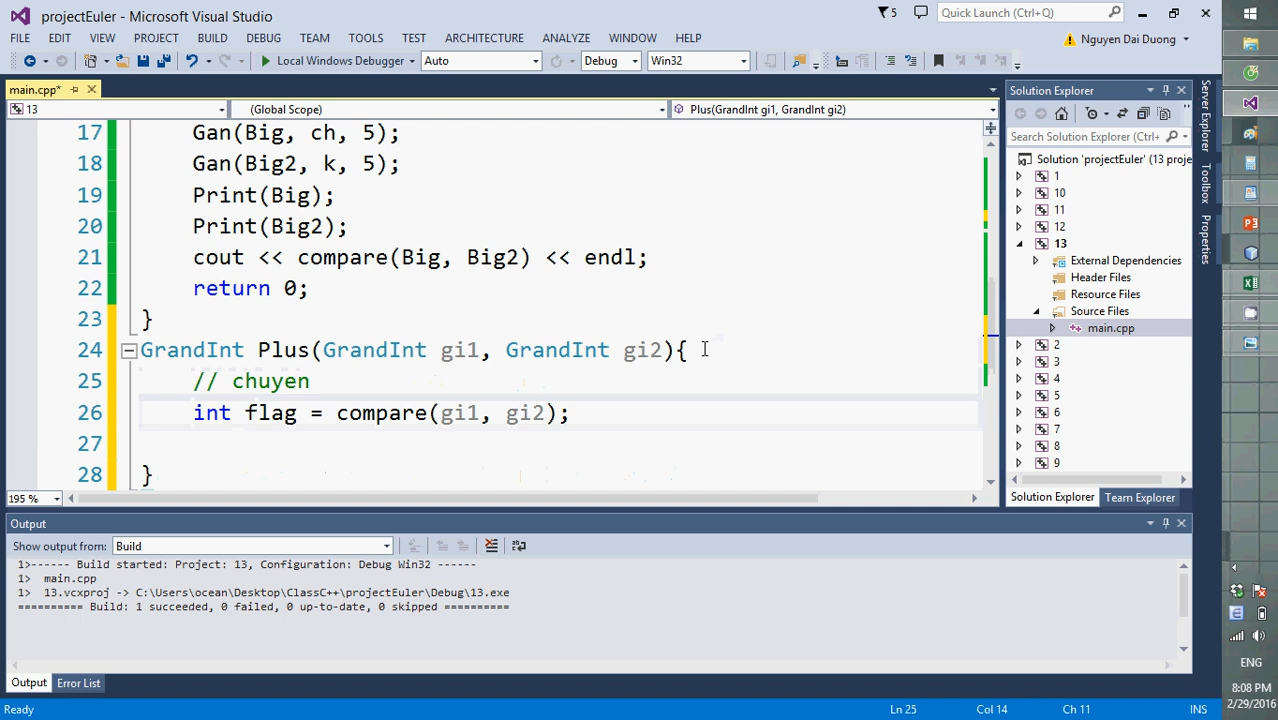 projectEuler - Microsoft Visual Studio
5
Quick Launch (Ctrl+Q)
FILE EDIT VIEW PROJECT BUILD DEBUG TEAM TOOLS TEST ARCHITECTURE ANALYZE WINDOW HELP
Nguyen Dai Duong
Local Windows Debugger Auto Debug Win32
main.cpp*
13 (Global Scope) Plus(GrandInt gi1, GrandInt gi2)
17 Gan(Big, ch, 5);
18 Gan(Big2, k, 5);
19 Print(Big);
20 Print(Big2);
21 cout << compare(Big, Big2) << endl;
22 return 0;
23 }
24 GrandInt Plus(GrandInt gi1, GrandInt gi2){
25 // chuyen
26 int flag = compare(gi1, gi2);
27
28 }
195 %
Solution Explorer
Search Solution Explorer (Ctrl+
Solution 'projectEuler' (13 proje
1
10
11
12
13
External Dependencies
Header Files
Resource Files
Source Files
main.cpp
2
3
4
5
6
7
8
9
Solution Explorer Team Explorer
Server Explorer
Toolbox
Properties
Output
Show output from: Build
1>------ Build started: Project: 13, Configuration: Debug Win32 ------
1> main.cpp
1> 13.vcxproj -> C:\Users\ocean\Desktop\ClassC++\projectEuler\Debug\13.exe
========== Build: 1 succeeded, 0 failed, 0 up-to-date, 0 skipped ==========
Output Error List
Ready Ln 25 Col 14 Ch 11 INS
ENG
8:08 PM
2/29/2016